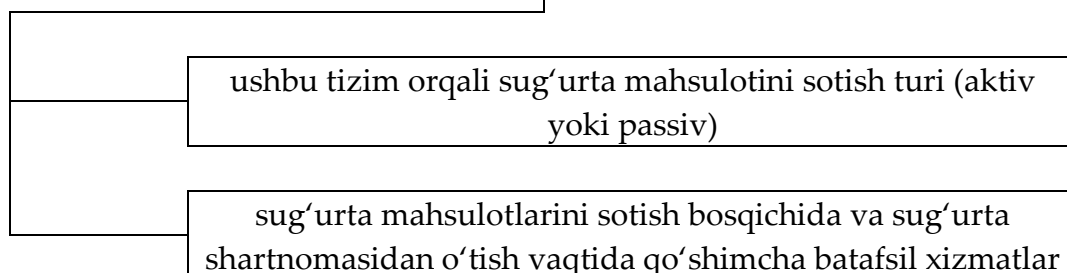 ushbu tizim orqali sug‘urta mahsulotini sotish turi (aktiv
yoki passiv)
sug‘urta mahsulotlarini sotish bosqichida va sug‘urta
shartnomasidan o‘tish vaqtida qo‘shimcha batafsil xizmatlar